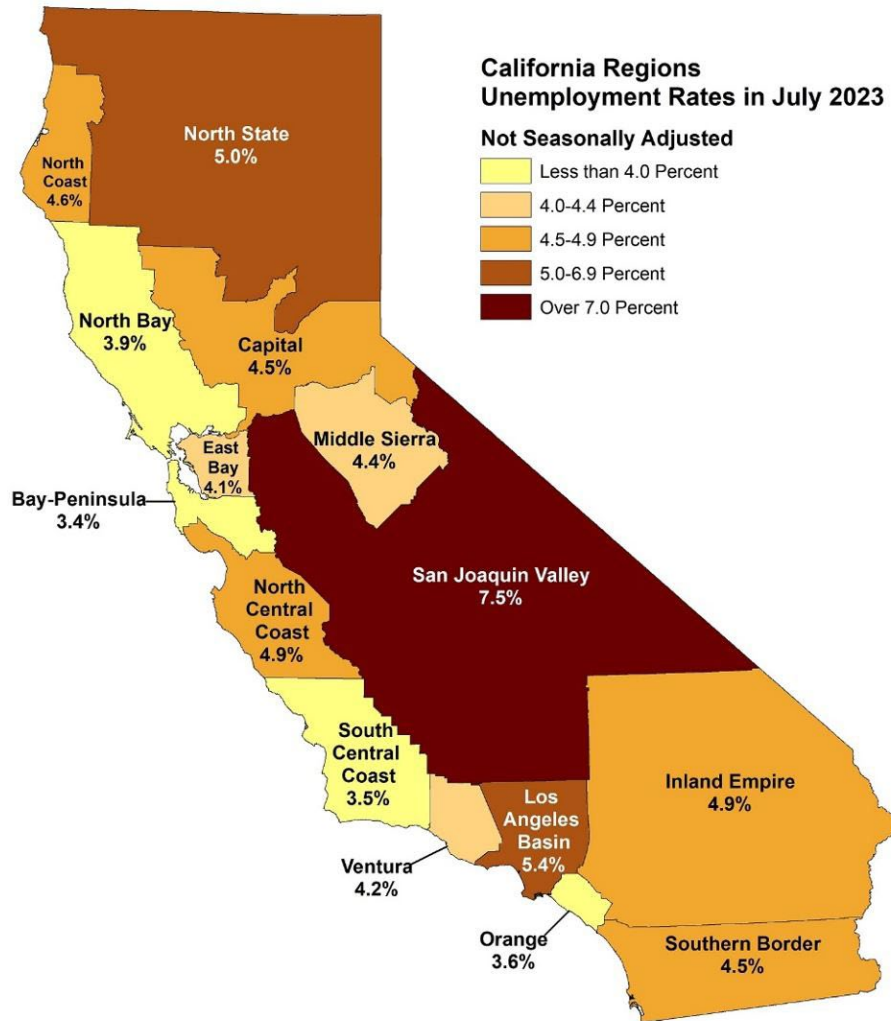 California Regions
Unemployment Rates in July 2023
Not Seasonally Adjusted
Less than 4.0 Percent
4.0-4.4 Percent
4.5-4.9 Percent
5.0-6.9 Percent
Over 7.0 Percent
North State
5.0%
North
Coast
4.6%
North Bay
3.9%
Capital
4.5%
Middle Sierra
4.4%
East
Bay
4.1%
Bay-Peninsula
3.4%
San Joaquin Valley
7.5%
North
Central
Coast
4.9%
South
Central
Coast
3.5%
Inland Empire
4.9%
Los
Angeles
Basin
5.4%
Ventura
4.2%
Orange
3.6%
Southern Border
4.5%